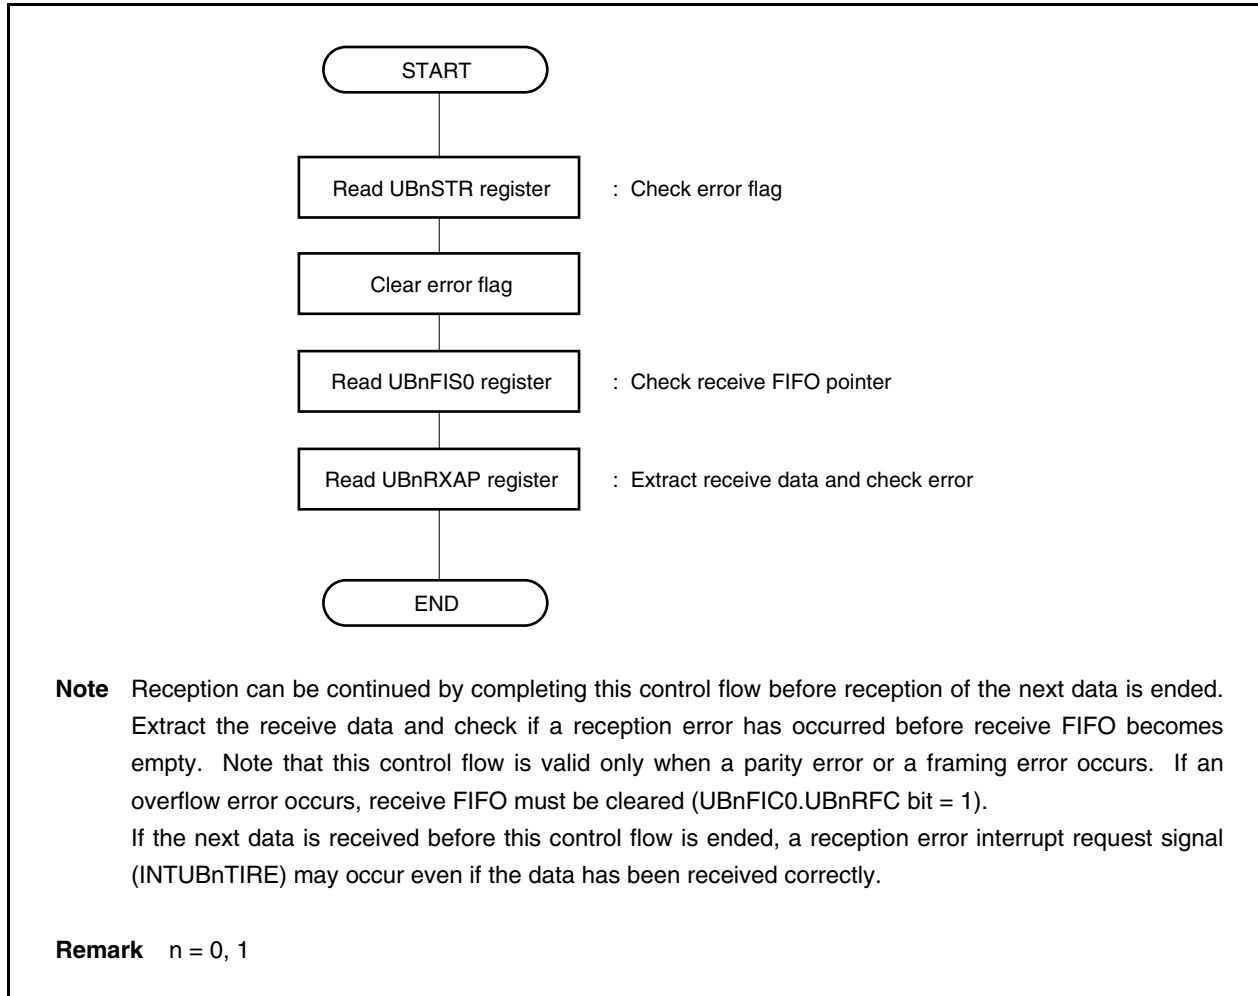 START
Read UBnSTR register : Check error flag
Clear error flag
Read UBnFIS0 register : Check receive FIFO pointer
Read UBnRXAP register : Extract receive data and check error
END
Note Reception can be continued by completing this control flow before reception of the next data is ended.
Extract the receive data and check if a reception error has occurred before receive FIFO becomes
empty. Note that this control flow is valid only when a parity error or a framing error occurs. If an
overflow error occurs, receive FIFO must be cleared (UBnFIC0.UBnRFC bit = 1).
If the next data is received before this control flow is ended, a reception error interrupt request signal
(INTUBnTIRE) may occur even if the data has been received correctly.
Remark n = 0, 1